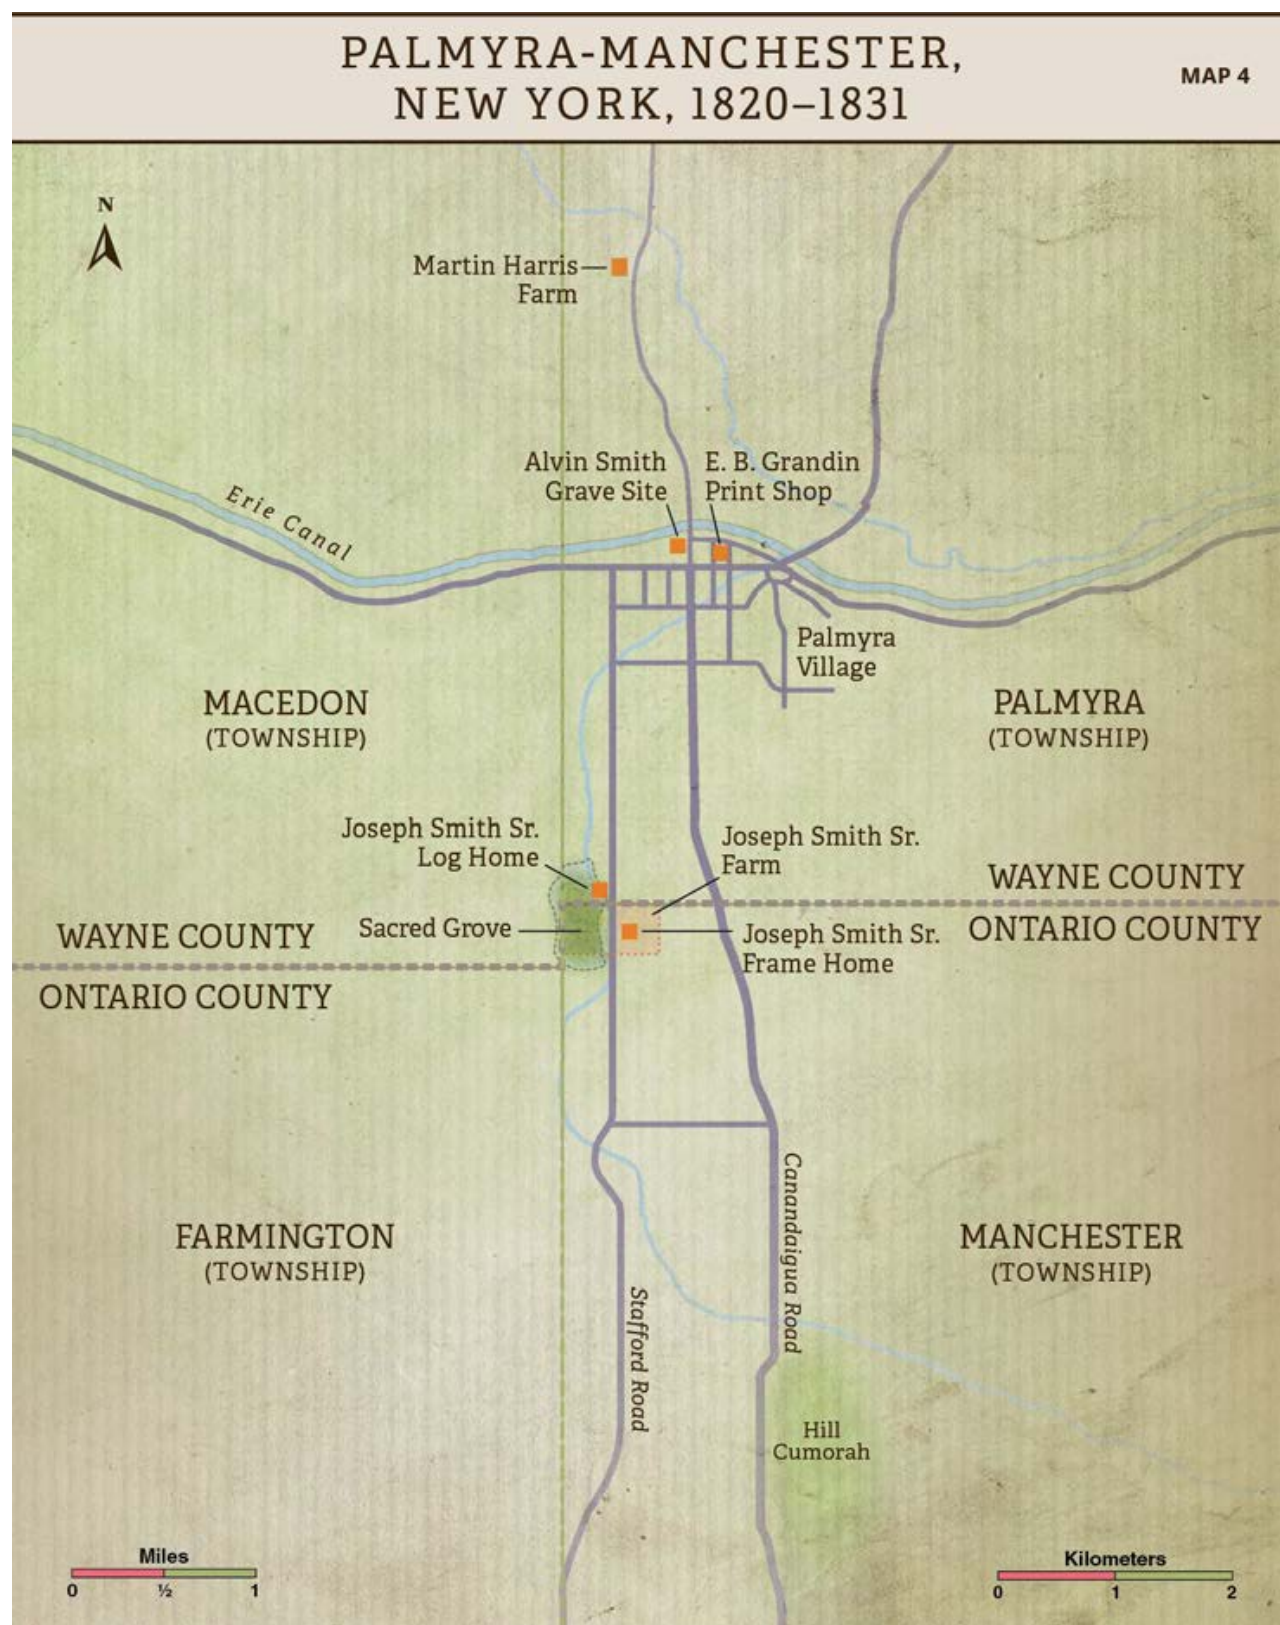 PALMYRA-MANCHESTER,
NEW YORK, 1820–1831
MAP 4
N
Martin Harris
Farm
Alvin Smith
Grave Site
E. B. Grandin
Print Shop
Erie Canal
Palmyra
Village
MACEDON
(TOWNSHIP)
PALMYRA
(TOWNSHIP)
Joseph Smith Sr.
Log Home
Joseph Smith Sr.
Farm
WAYNE COUNTY
ONTARIO COUNTY
Sacred Grove
Joseph Smith Sr.
Frame Home
WAYNE COUNTY
ONTARIO COUNTY
Canandaigua Road
FARMINGTON
(TOWNSHIP)
MANCHESTER
(TOWNSHIP)
Stafford Road
Hill
Cumorah
Miles
0 ½ 1
Kilometers
0 1 2